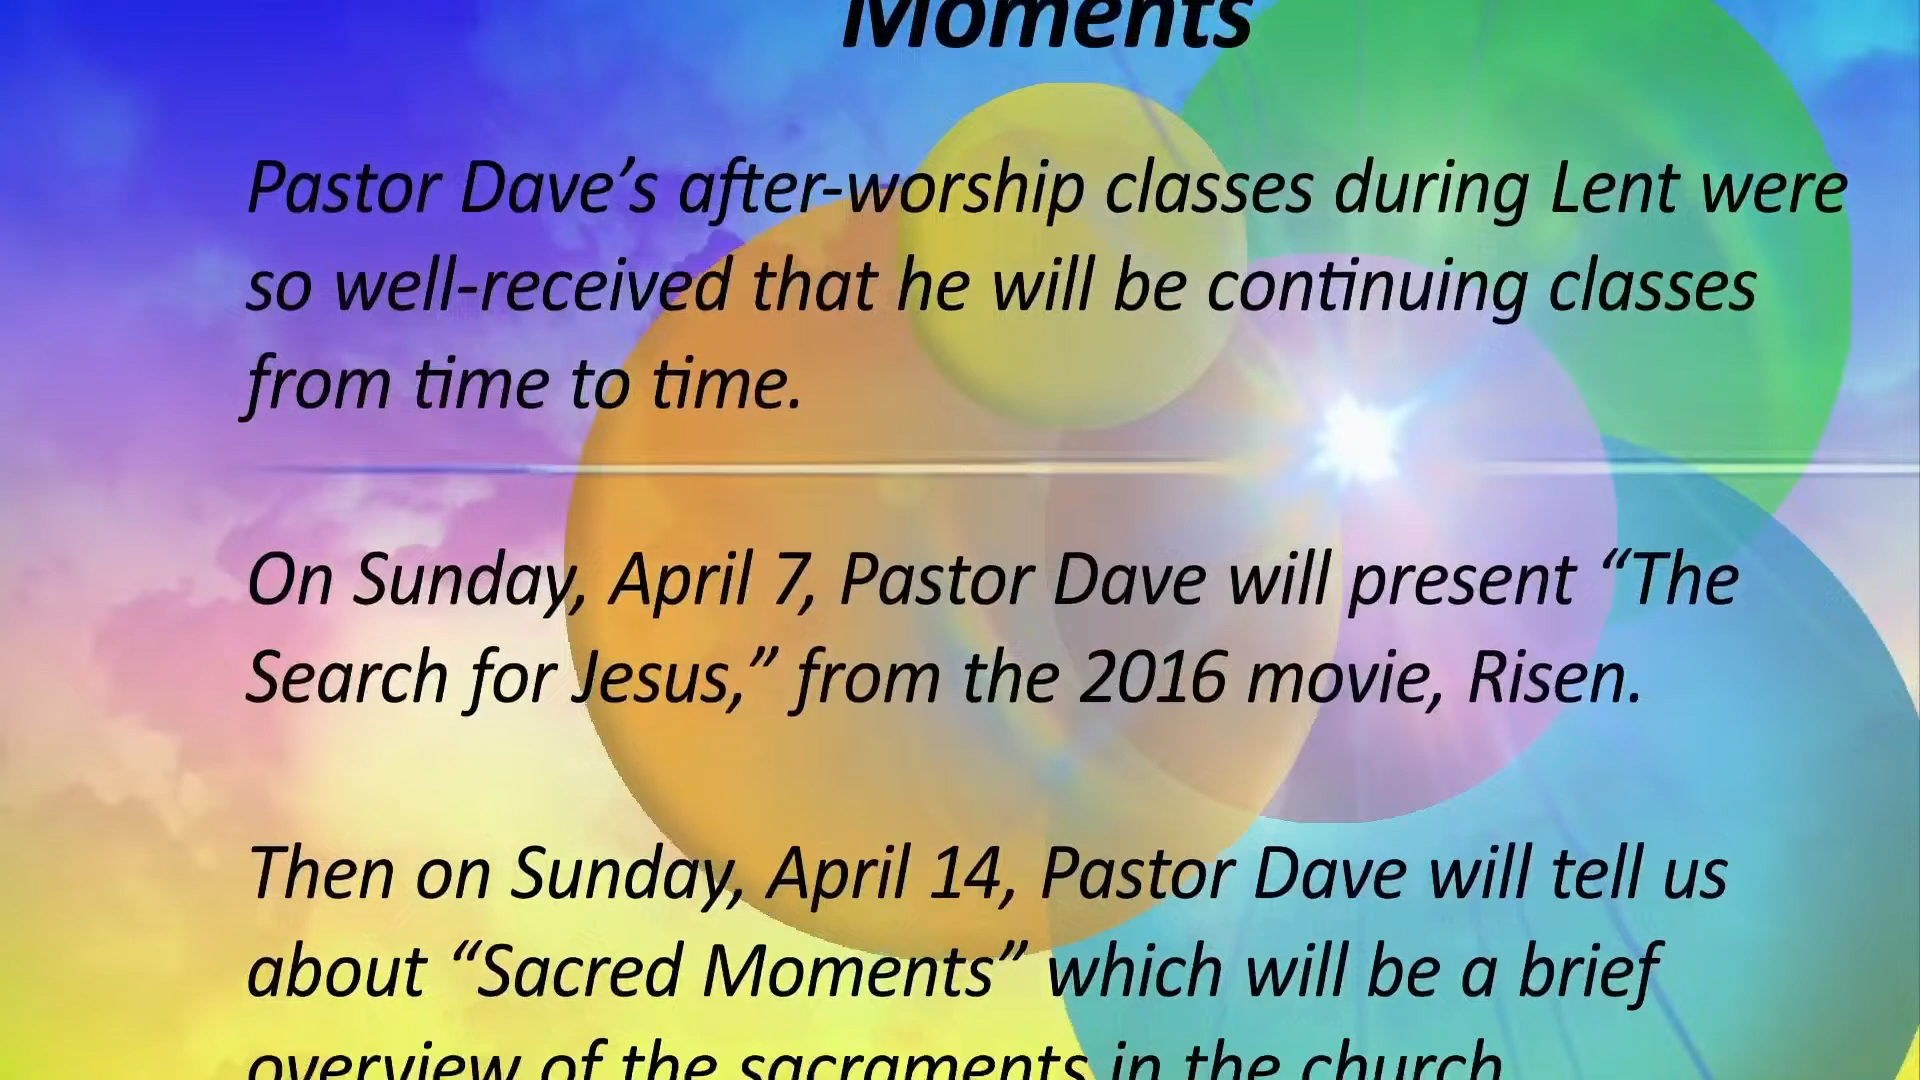 Moments
Pastor Dave’s after-worship classes during Lent were
so well-received that he will be continuing classes
from time to time.
On Sunday, April 7, Pastor Dave will present “The
Search for Jesus,” from the 2016 movie, Risen.
Then on Sunday, April 14, Pastor Dave will tell us
about “Sacred Moments” which will be a brief
overview of the sacraments in the church